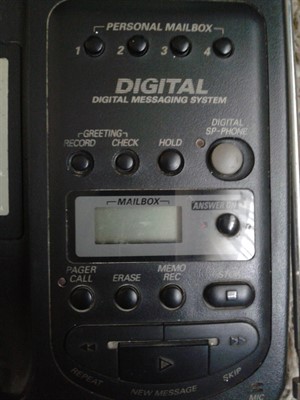 PERSONAL MAILBOX
1 2 3 4
DIGITAL
DIGITAL MESSAGING SYSTEM
DIGITAL
SP-PHONE
GREETING
RECORD CHECK HOLD
MAILBOX
ANSWER ON
PAGER
CALL
ERASE
MEMO
REC
REPEAT
NEW MESSAGE
SKIP
MIC